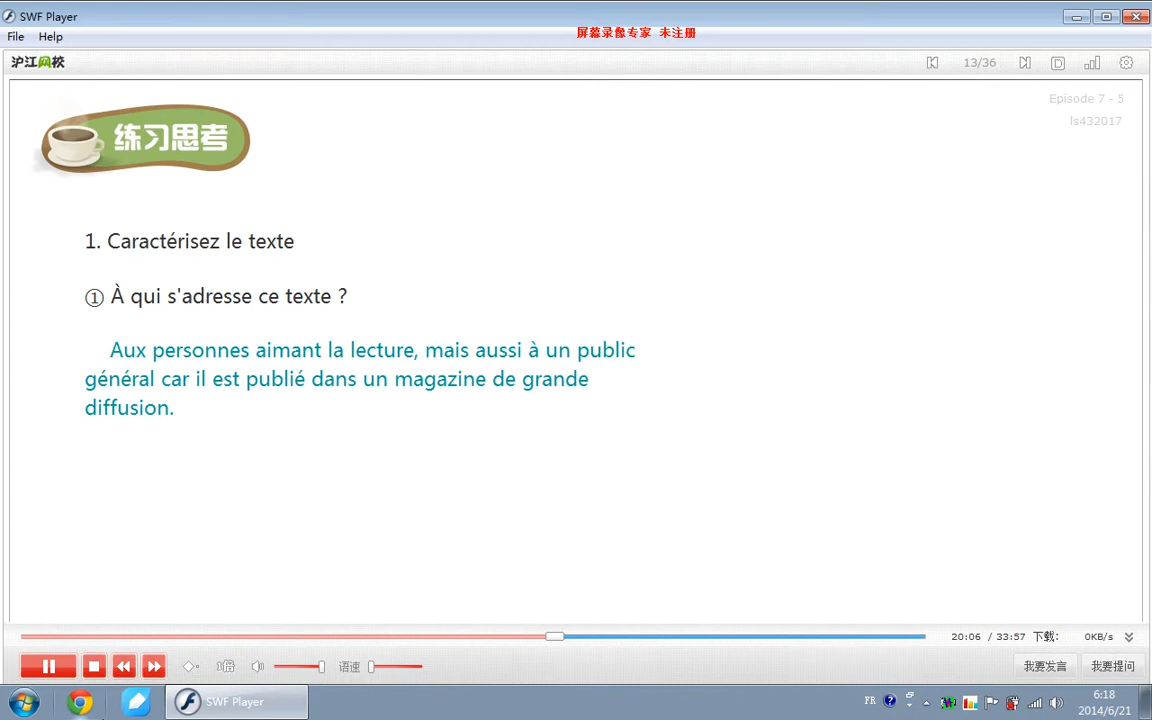 SWF Player
File Help
屏幕录像专家 未注册
沪江网校
13/36
Episode 7 - 5
ls432017
练习思考
1. Caractérisez le texte
① À qui s'adresse ce texte ?
Aux personnes aimant la lecture, mais aussi à un public
général car il est publié dans un magazine de grande
diffusion.
20:06 / 33:57 下载: 0KB/s
1倍 语速 我要发言 我要提问
SWF Player
FR
6:18
2014/6/21